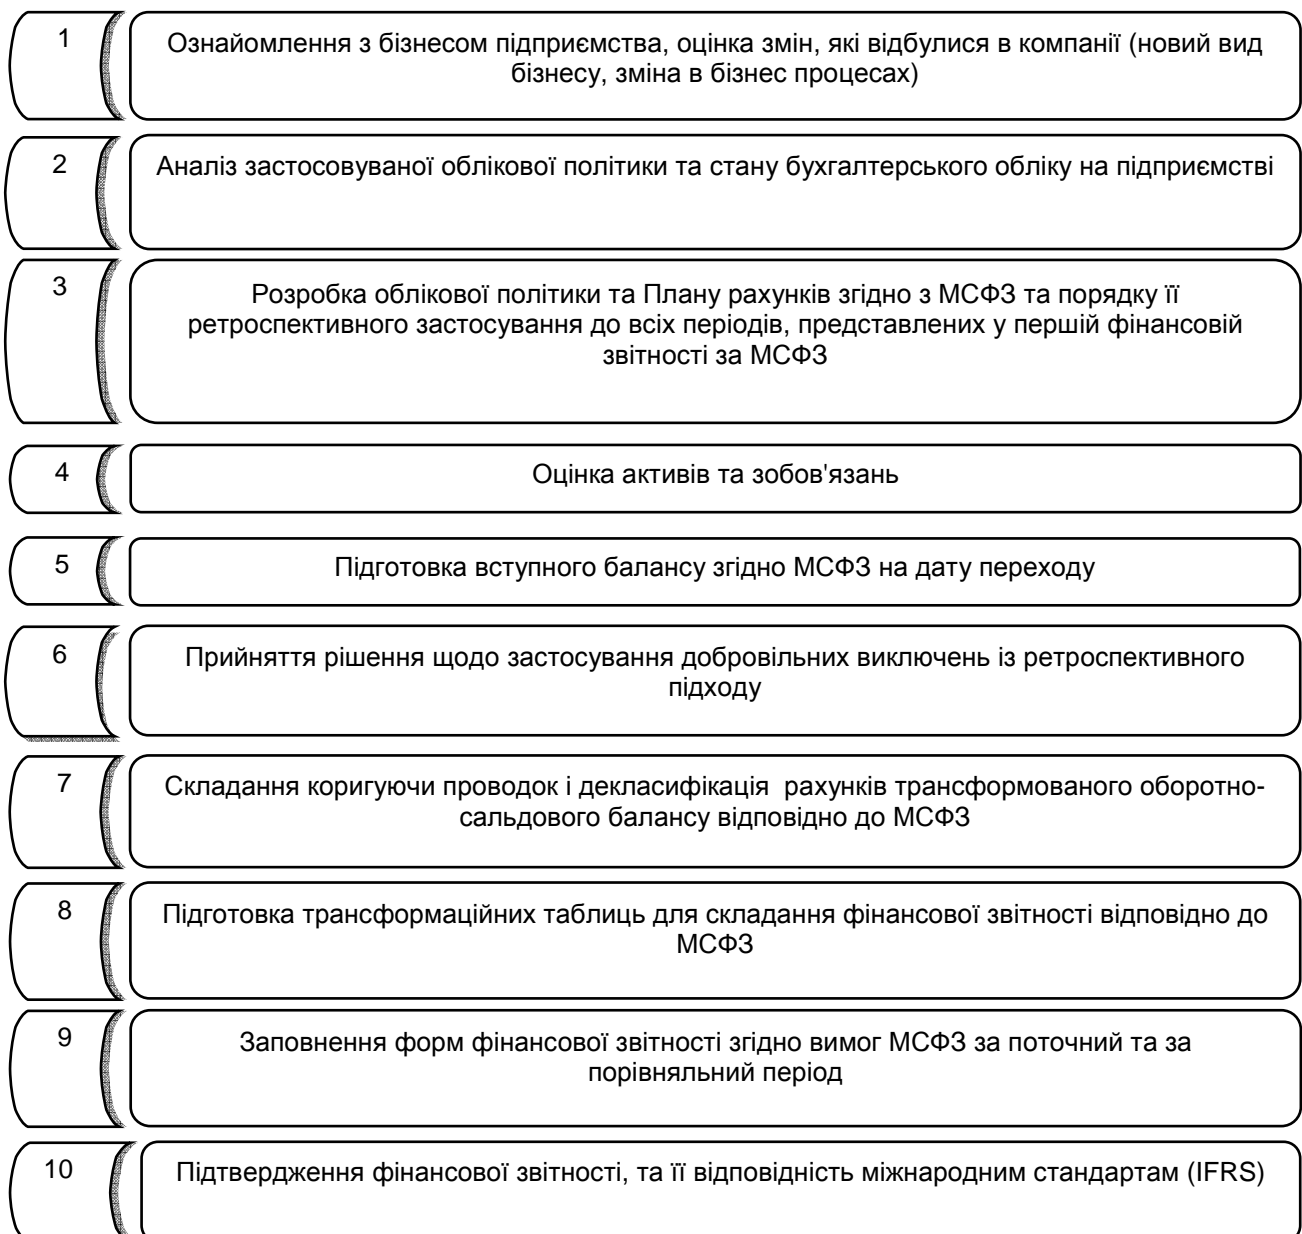 1
Ознайомлення з бізнесом підприємства, оцінка змін, які відбулися в компанії (новий вид
бізнесу, зміна в бізнес процесах)
2
Аналіз застосовуваної облікової політики та стану бухгалтерського обліку на підприємстві
3
Розробка облікової політики та Плану рахунків згідно з МСФЗ та порядку її
ретроспективного застосування до всіх періодів, представлених у першій фінансовій
звітності за МСФЗ
4
Оцінка активів та зобов'язань
5
Підготовка вступного балансу згідно МСФЗ на дату переходу
6
Прийняття рішення щодо застосування добровільних виключень із ретроспективного
підходу
7
Складання коригуючи проводок і декласифікація рахунків трансформованого оборотно-
сальдового балансу відповідно до МСФЗ
8
Підготовка трансформаційних таблиць для складання фінансової звітності відповідно до
МСФЗ
9
Заповнення форм фінансової звітності згідно вимог МСФЗ за поточний та за
порівняльний період
10
Підтвердження фінансової звітності, та її відповідність міжнародним стандартам (IFRS)